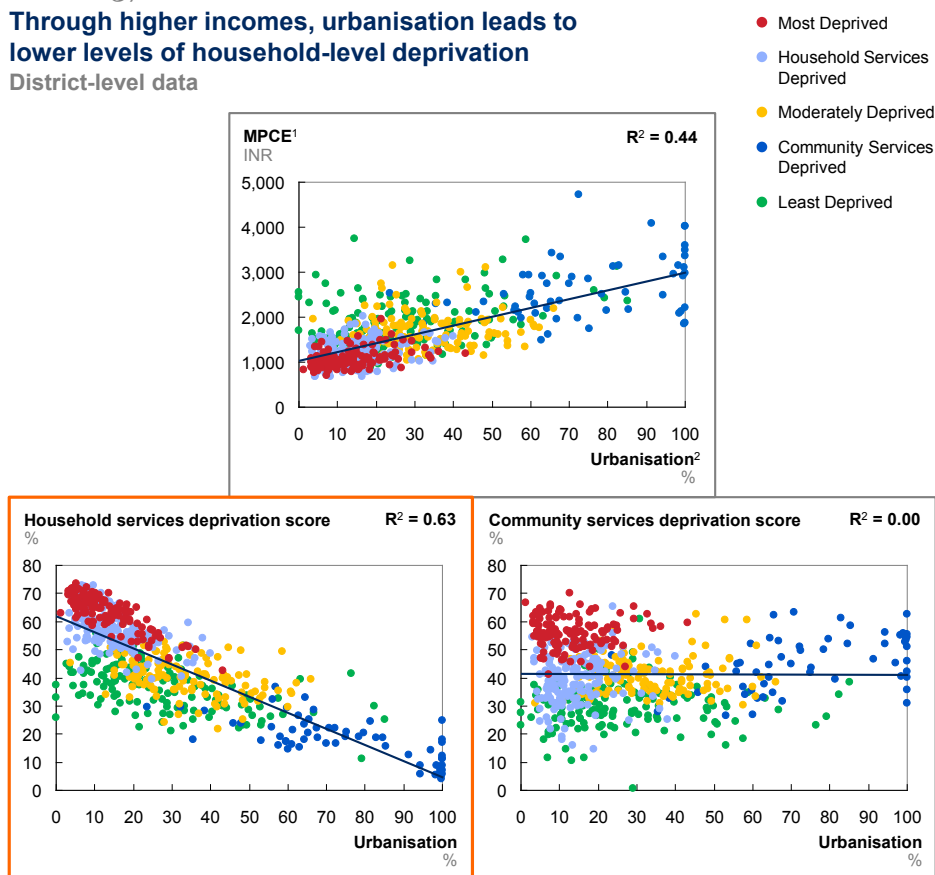 Through higher incomes, urbanisation leads to
lower levels of household-level deprivation
District-level data
Most Deprived
Household Services
Deprived
Moderately Deprived
Community Services
Deprived
Least Deprived
MPCE¹ R² = 0.44
INR
5,000
4,000
3,000
2,000
1,000
0
0 10 20 30 40 50 60 70 80 90 100
Urbanisation²
%
Household services deprivation score R² = 0.63
%
80
70
60
50
40
30
20
10
0
0 10 20 30 40 50 60 70 80 90 100
Urbanisation
%
Community services deprivation score R² = 0.00
%
80
70
60
50
40
30
20
10
0
0 10 20 30 40 50 60 70 80 90 100
Urbanisation
%